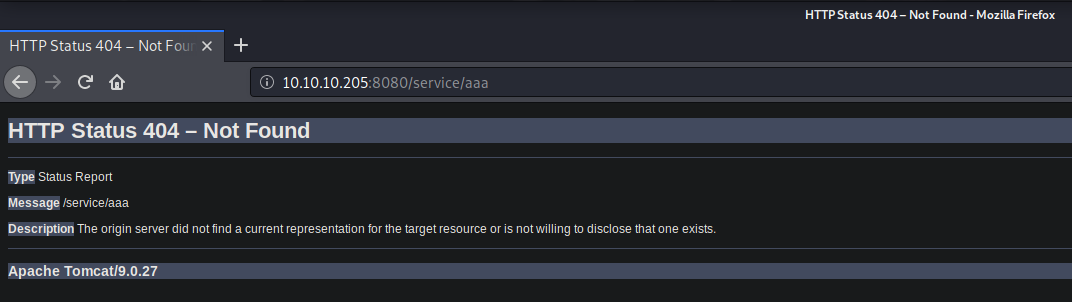 HTTP Status 404 – Not Found - Mozilla Firefox
HTTP Status 404 – Not Four
10.10.10.205:8080/service/aaa
HTTP Status 404 – Not Found
Type Status Report
Message /service/aaa
Description The origin server did not find a current representation for the target resource or is not willing to disclose that one exists.
Apache Tomcat/9.0.27